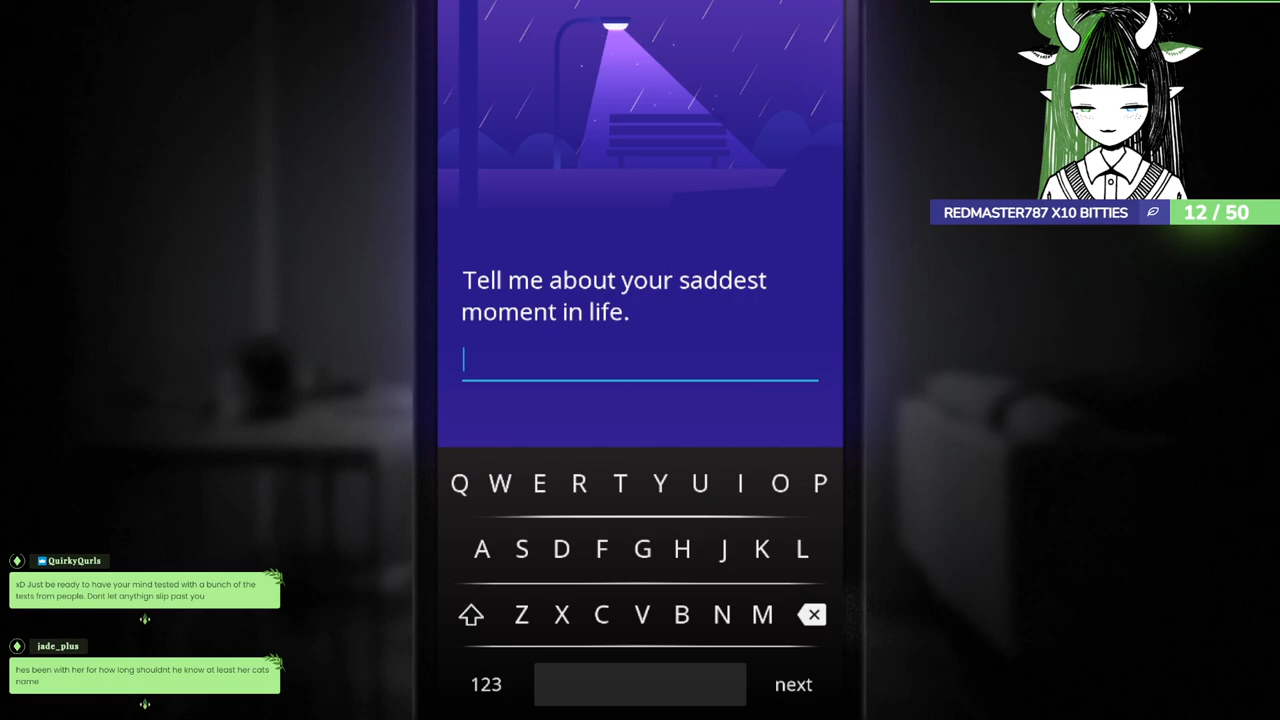 REDMASTER787 X10 BITTIES
12 / 50
Tell me about your saddest
moment in life.
Q W E R T Y U I O P
A S D F G H J K L
Z X C V B N M
123
next
QuirkyQurls
xD Just be ready to have your mind tested with a bunch of the
texts from people. Dont let anythign slip past you
jade_plus
hes been with her for how long shouldnt he know at least her cats
name